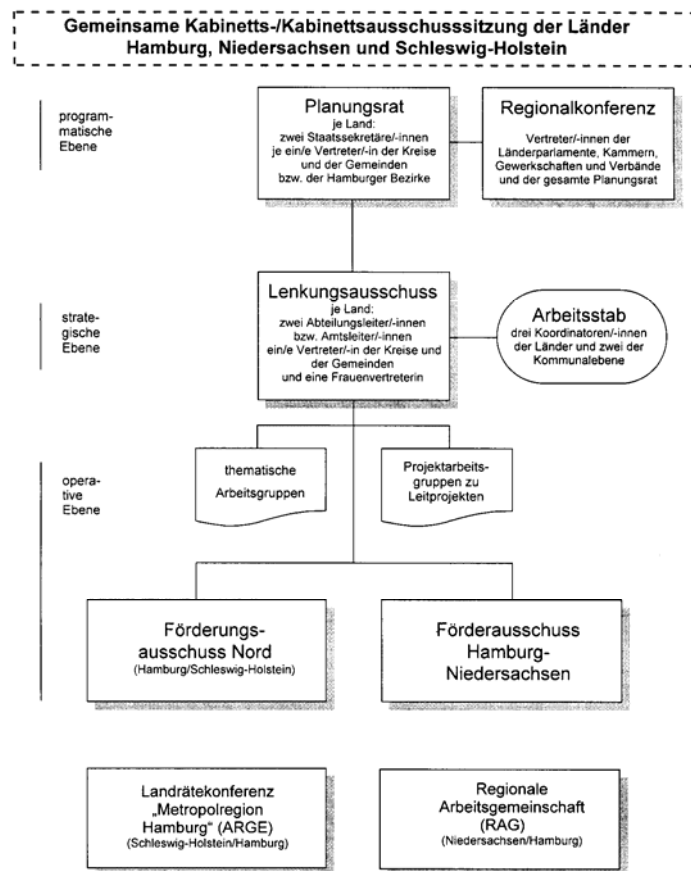 Gemeinsame Kabinetts-/Kabinettsausschusssitzung der Länder
Hamburg, Niedersachsen und Schleswig-Holstein
program-
matische
Ebene
Planungsrat
je Land:
zwei Staatssekretäre/-innen
je ein/e Vertreter/-in der Kreise
und der Gemeinden
bzw. der Hamburger Bezirke
Regionalkonferenz
Vertreter/-innen der
Länderparlamente, Kammern,
Gewerkschaften und Verbände
und der gesamte Planungsrat
strate-
gische
Ebene
Lenkungsausschuss
je Land:
zwei Abteilungsleiter/-innen
bzw. Amtsleiter/-innen
ein/e Vertreter/-in der Kreise und
der Gemeinden
und eine Frauenvertreterin
Arbeitsstab
drei Koordinatoren/-innen
der Länder und zwei der
Kommunalebene
opera-
tive
Ebene
thematische
Arbeitsgruppen
Projektarbeits-
gruppen zu
Leitprojekten
Förderungs-
ausschuss Nord
(Hamburg/Schleswig-Holstein)
Förderausschuss
Hamburg-
Niedersachsen
Landrätekonferenz
„Metropolregion
Hamburg“ (ARGE)
(Schleswig-Holstein/Hamburg)
Regionale
Arbeitsgemeinschaft
(RAG)
(Niedersachsen/Hamburg)